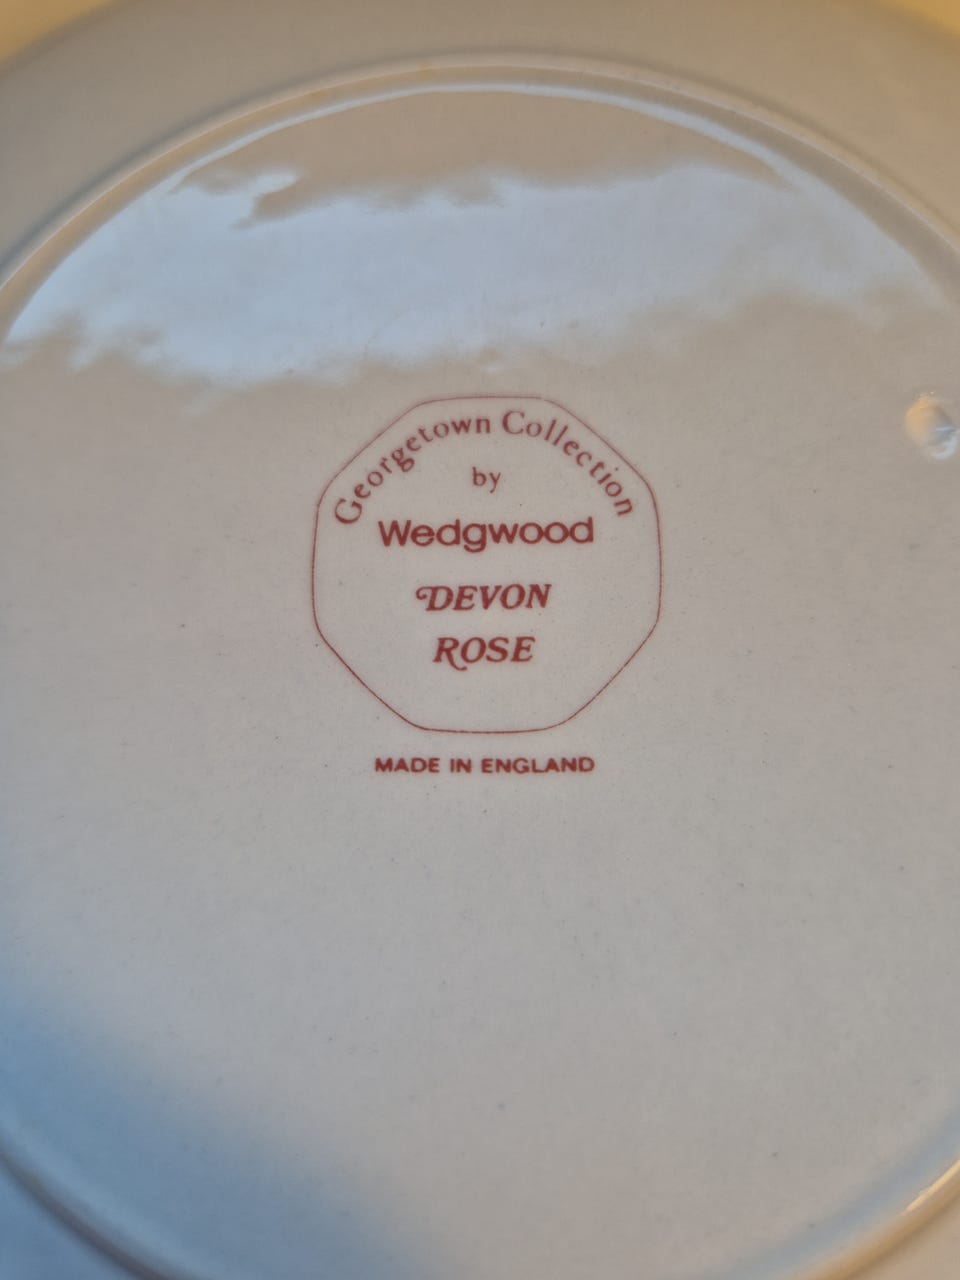 Georgetown Collection
by
Wedgwood
DEVON
ROSE
MADE IN ENGLAND